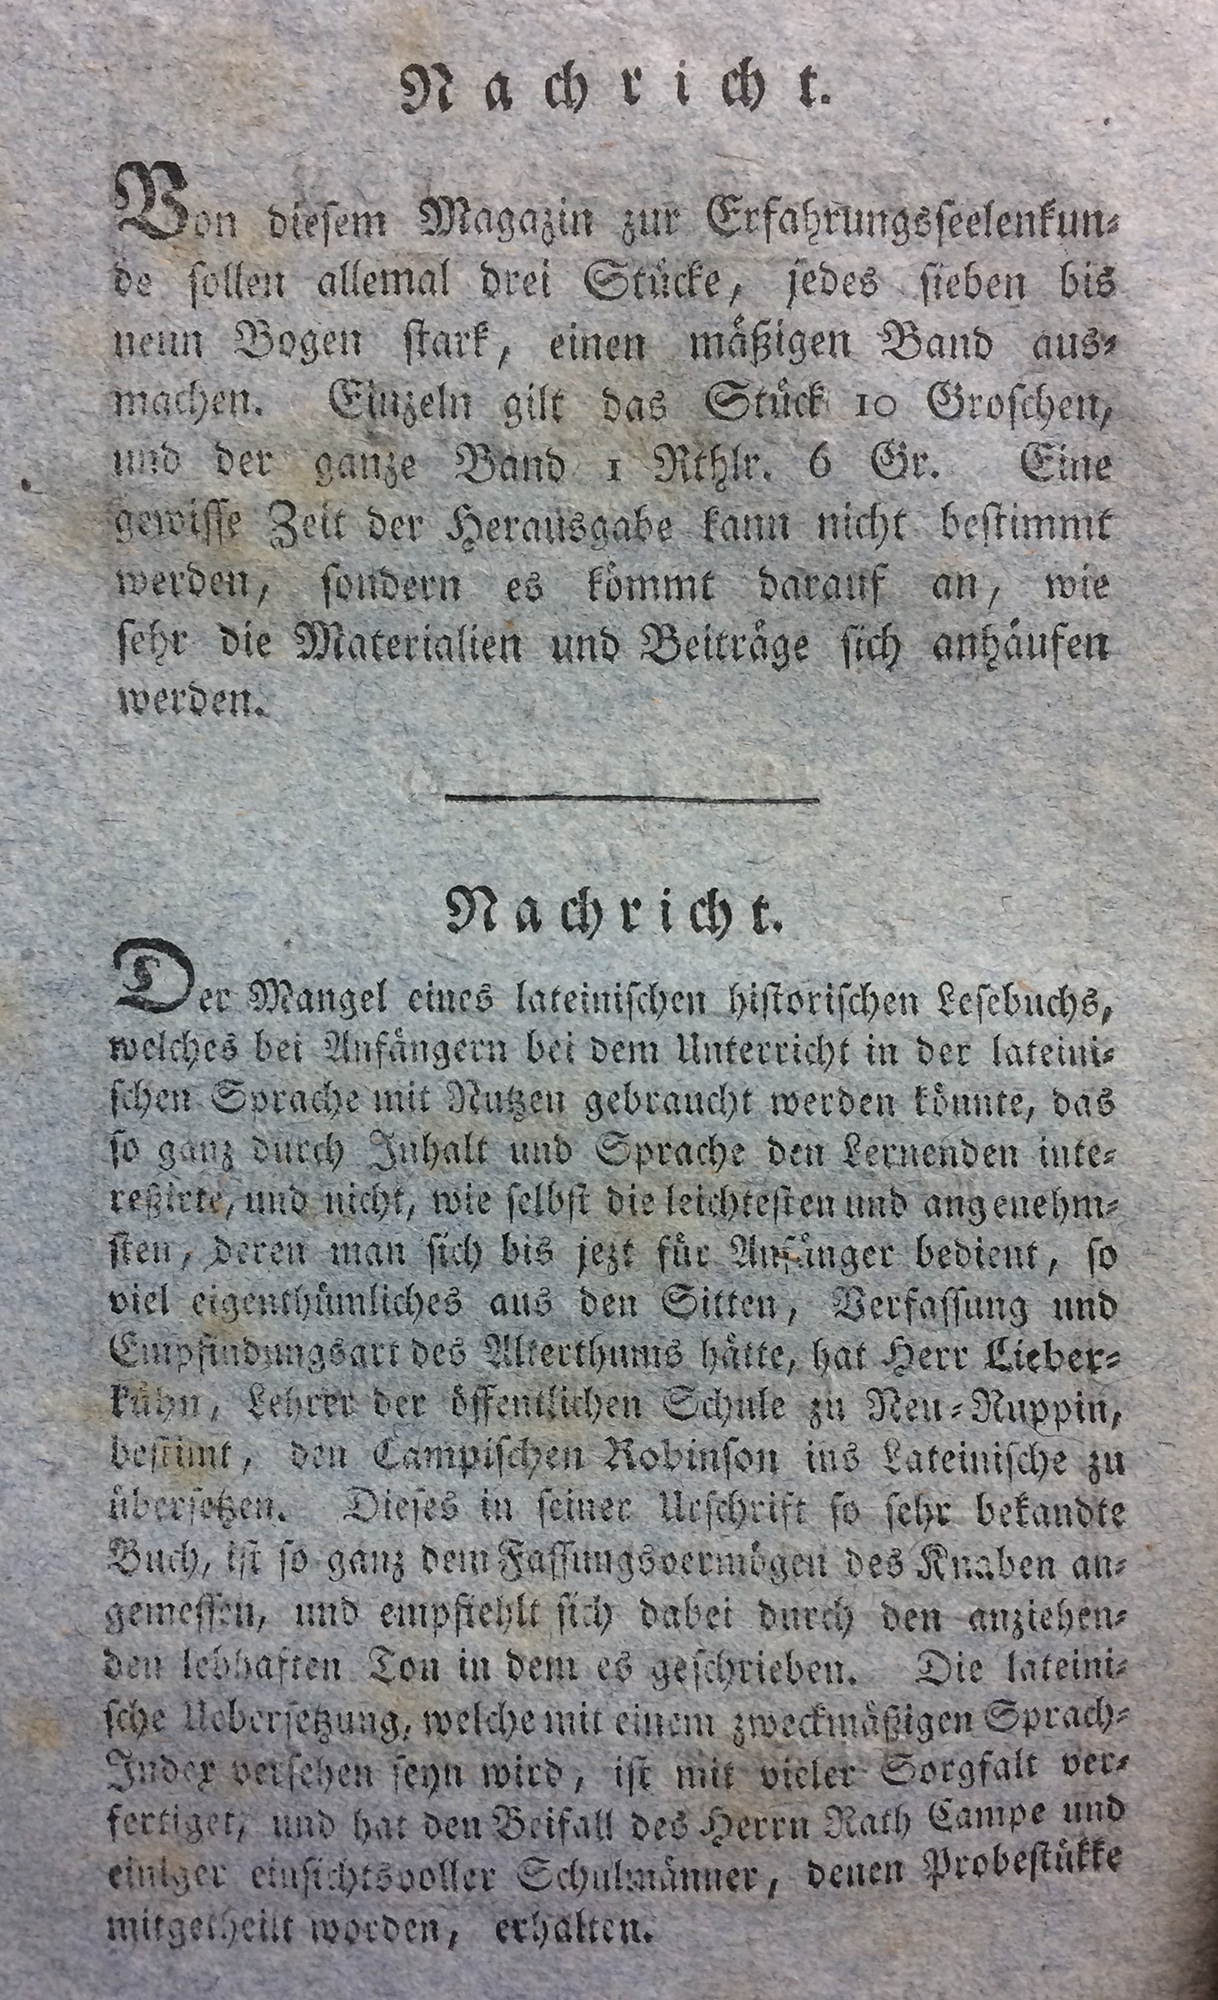 Nachricht.
Von diesem Magazin zur Erfahrungsseelenkun-
de sollen allemal drei Stücke, jedes sieben bis
neun Bogen stark, einen mäßigen Band aus-
machen. Einzeln gilt das Stück 10 Groschen,
und der ganze Band 1 Rthlr. 6 Gr. Eine
gewisse Zeit der Herausgabe kann nicht bestimmt
werden, sondern es kömmt darauf an, wie
sehr die Materialien und Beiträge sich anhäufen
werden.
Nachricht.
Der Mangel eines lateinischen historischen Lesebuchs,
welches bei Anfängern bei dem Unterricht in der lateini-
schen Sprache mit Nutzen gebraucht werden könnte, das
so ganz durch Inhalt und Sprache den Lernenden inte-
reßirte, und nicht, wie selbst die leichtesten und angenehm-
sten, deren man sich bis jezt für Anfänger bedient, so
viel eigenthümliches aus den Sitten, Verfassung und
Empfindungsart des Alterthums hätte, hat Herr Lieber-
kühn, Lehrer der öffentlichen Schule zu Neu-Ruppin,
bestimt, den Campischen Robinson ins Lateinische zu
übersetzen. Dieses in seiner Urschrift so sehr bekandte
Buch, ist so ganz dem Fassungsvermögen des Knaben an-
gemessen, und empfiehlt sich dabei durch den anziehen-
den lebhaften Ton in dem es geschrieben. Die lateini-
sche Uebersetzung, welche mit einem zweckmäßigen Sprach-
Index versehen seyn wird, ist mit vieler Sorgfalt ver-
fertiget, und hat den Beifall des Herrn Rath Campe und
einiger einsichtsvoller Schulmänner, denen Probestükke
mitgetheilt worden, erhalten.